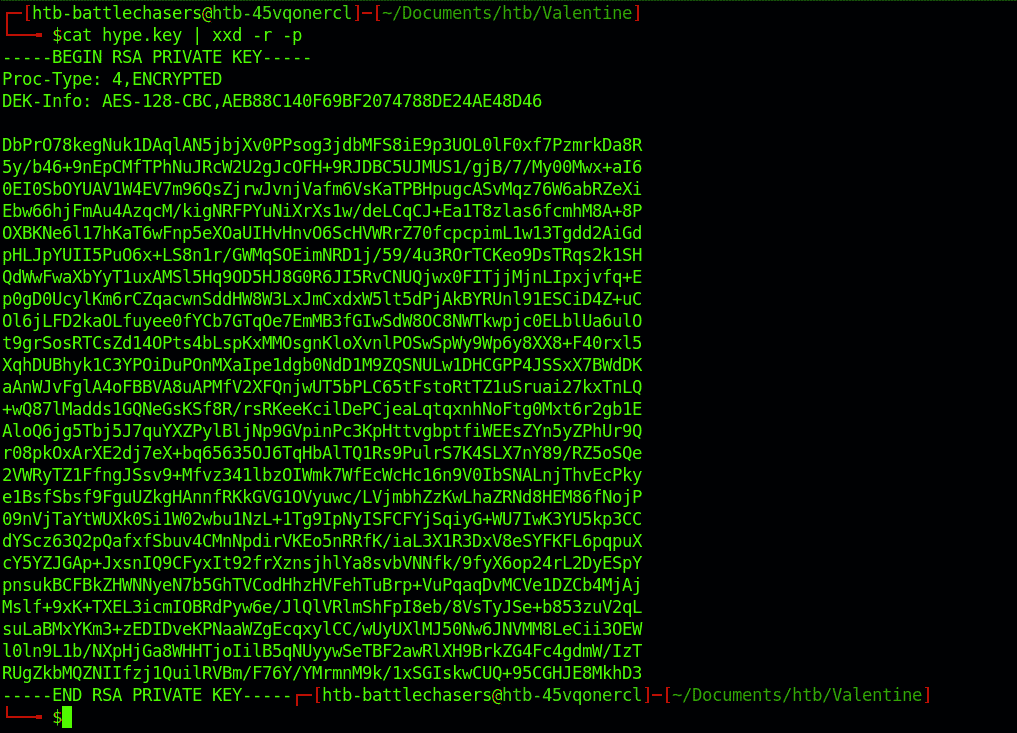 ┌─[htb-battlechasers@htb-45vqonercl]─[~/Documents/htb/Valentine]
└──╼ $cat hype.key | xxd -r -p
-----BEGIN RSA PRIVATE KEY-----
Proc-Type: 4,ENCRYPTED
DEK-Info: AES-128-CBC,AEB88C140F69BF2074788DE24AE48D46

DbPrO78kegNuk1DAqlAN5jbjXv0PPsog3jdbMFS8iE9p3UOL0lF0xf7PzmrkDa8R
5y/b46+9nEpCMfTPhNuJRcW2U2gJcOFH+9RJDBC5UJMUS1/gjB/7/My00Mwx+aI6
0EI0SbOYUAV1W4EV7m96QsZjrwJvnjVafm6VsKaTPBHpugcASvMqz76W6abRZeXi
Ebw66hjFmAu4AzqcM/kigNRFPYuNiXrXs1w/deLCqCJ+Ea1T8zlas6fcmhM8A+8P
OXBKNe6l17hKaT6wFnp5eXOaUIHvHnvO6ScHVWRrZ70fcpcpimL1w13Tgdd2AiGd
pHLJpYUII5PuO6x+LS8n1r/GWMqSOEimNRD1j/59/4u3ROrTCKeo9DsTRqs2k1SH
QdWwFwaXbYyT1uxAMSl5Hq9OD5HJ8G0R6JI5RvCNUQjwx0FITjjMjnLIpxjvfq+E
p0gD0UcylKm6rCZqacwnSddHW8W3LxJmCxdxW5lt5dPjAkBYRUnl91ESCiD4Z+uC
Ol6jLFD2kaOLfuyee0fYCb7GTqOe7EmMB3fGIwSdW8OC8NWTkwpjc0ELblUa6ulO
t9grSosRTCsZd14OPts4bLspKxMMOsgnKloXvnlPOSwSpWy9Wp6y8XX8+F40rxl5
XqhDUBhyk1C3YPOiDuPOnMXaIpe1dgb0NdD1M9ZQSNULw1DHCGPP4JSSxX7BWdDK
aAnWJvFglA4oFBBVA8uAPMfV2XFQnjwUT5bPLC65tFstoRtTZ1uSruai27kxTnLQ
+wQ87lMadds1GQNeGsKSf8R/rsRKeeKcilDePCjeaLqtqxnhNoFtg0Mxt6r2gb1E
AloQ6jg5Tbj5J7quYXZPylBljNp9GVpinPc3KpHttvgbptfiWEEsZYn5yZPhUr9Q
r08pkOxArXE2dj7eX+bq65635OJ6TqHbAlTQ1Rs9PulrS7K4SLX7nY89/RZ5oSQe
2VWRyTZ1FfngJSsv9+Mfvz341lbzOIWmk7WfEcWcHc16n9V0IbSNALnjThvEcPky
e1BsfSbsf9FguUZkgHAnnfRKkGVG1OVyuwc/LVjmbhZzKwLhaZRNd8HEM86fNojP
09nVjTaYtWUXk0Si1W02wbu1NzL+1Tg9IpNyISFCFYjSqiyG+WU7IwK3YU5kp3CC
dYScz63Q2pQafxfSbuv4CMnNpdirVKEo5nRRfK/iaL3X1R3DxV8eSYFKFL6pqpuX
cY5YZJGAp+JxsnIQ9CFyxIt92frXznsjhlYa8svbVNNfk/9fyX6op24rL2DyESpY
pnsukBCFBkZHWNNyeN7b5GhTVCodHhzHVFehTuBrp+VuPqaqDvMCVe1DZCb4MjAj
Mslf+9xK+TXEL3icmIOBRdPyw6e/JlQlVRlmShFpI8eb/8VsTyJSe+b853zuV2qL
suLaBMxYKm3+zEDIDveKPNaaWZgEcqxylCC/wUyUXlMJ50Nw6JNVMM8LeCii3OEW
l0ln9L1b/NXpHjGa8WHHTjoIilB5qNUyywSeTBF2awRlXH9BrkZG4Fc4gdmW/IzT
RUgZkbMQZNIIfzj1QuilRVBm/F76Y/YMrmnM9k/1xSGIskwCUQ+95CGHJE8MkhD3
-----END RSA PRIVATE KEY-----┌─[htb-battlechasers@htb-45vqonercl]─[~/Documents/htb/Valentine]
└──╼ $